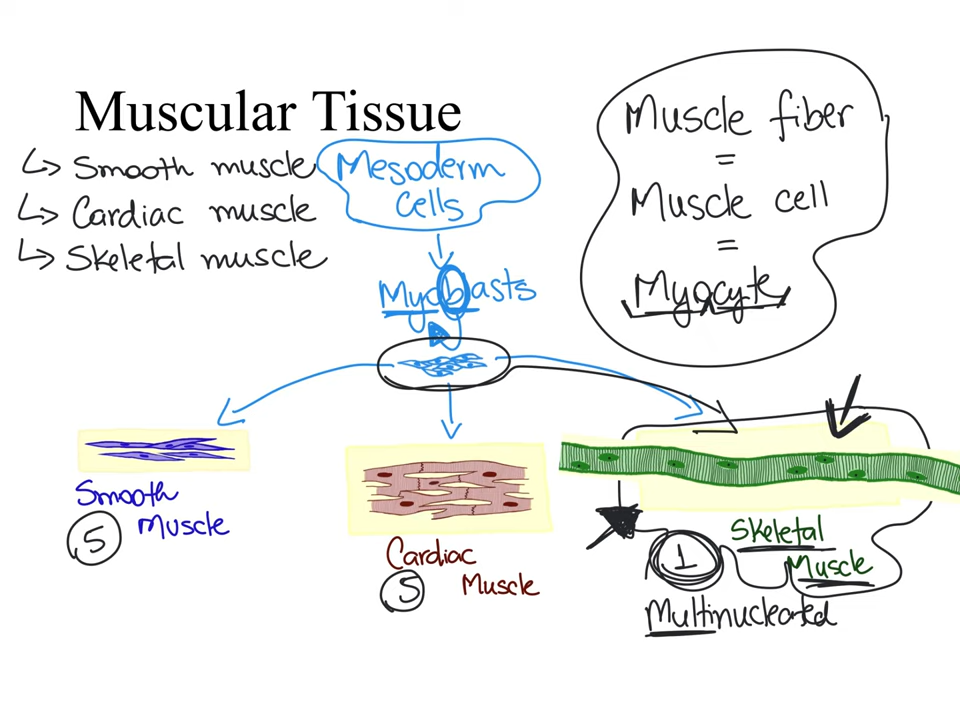 Muscular Tissue
↳ Smooth muscle
↳ Cardiac muscle
↳ Skeletal muscle
Mesoderm
Cells
Myoblasts
Muscle fiber
=
Muscle cell
=
Myocyte
Smooth
Muscle
5
Cardiac
Muscle
5
Skeletal
Muscle
1
Multinucleated